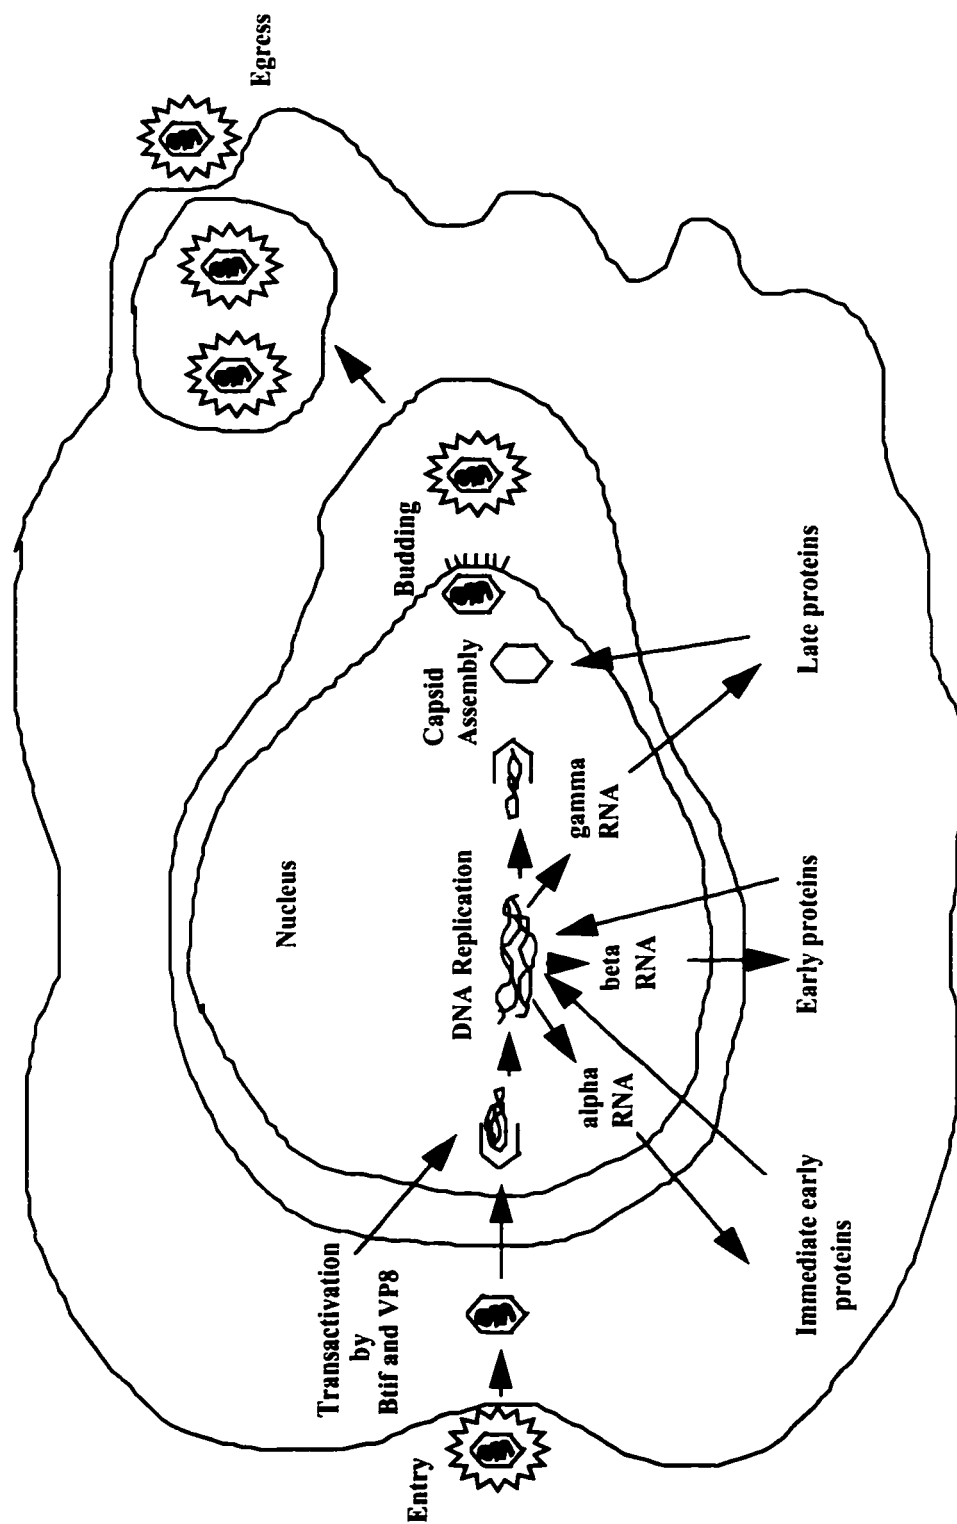 Entry
Transactivation
by
Btif and VP8
Nucleus
DNA Replication
Capsid
Assembly
Budding
Egress
alpha
RNA
beta
RNA
gamma
RNA
Immediate early
proteins
Early proteins
Late proteins